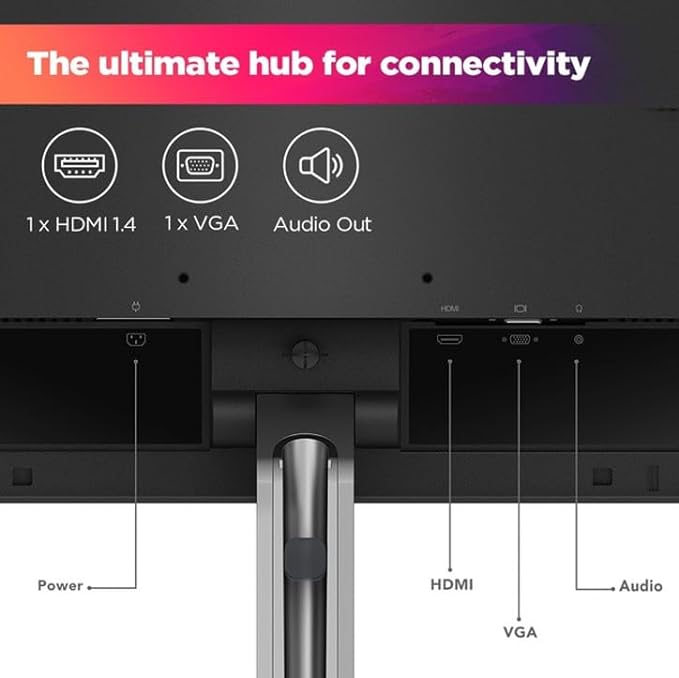 The ultimate hub for connectivity
1 x HDMI 1.4
1 x VGA
Audio Out
HDMI
Power
HDMI
Audio
VGA